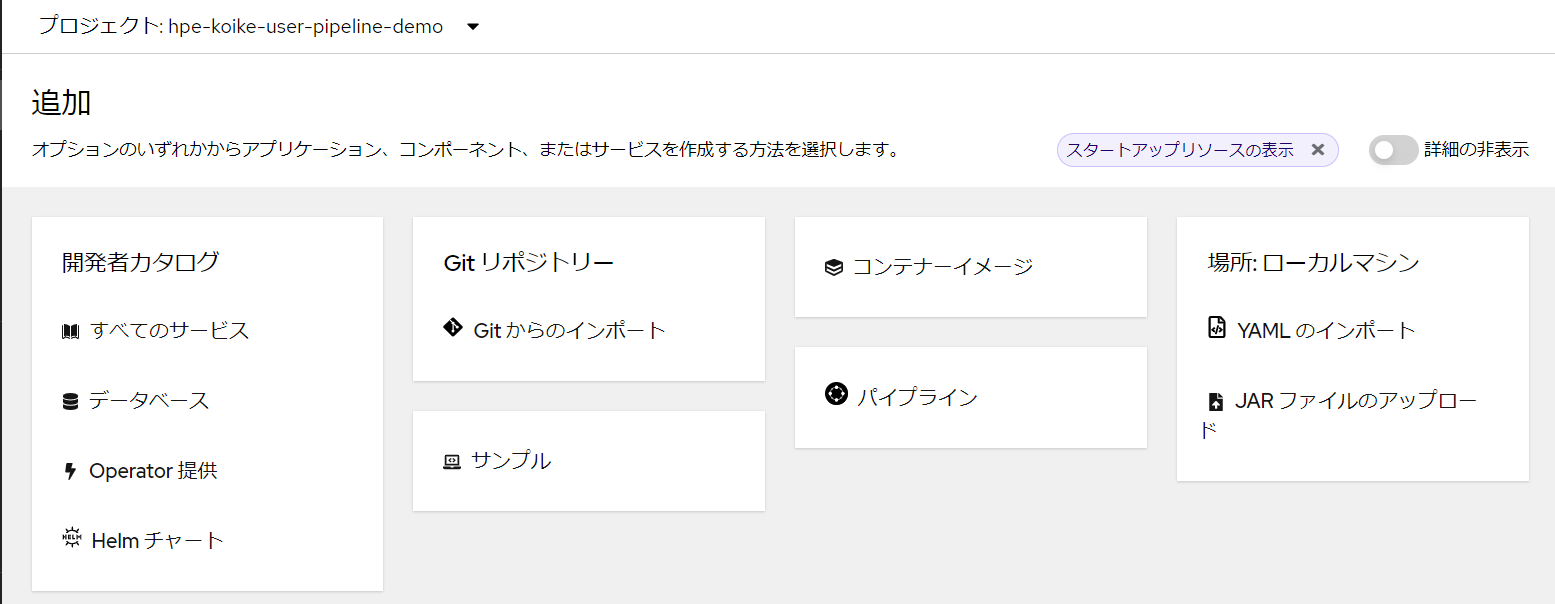 プロジェクト: hpe-koike-user-pipeline-demo
追加
オプションのいずれかからアプリケーション、コンポーネント、またはサービスを作成する方法を選択します。
スタートアップリソースの表示
詳細の非表示
開発者カタログ
すべてのサービス
データベース
Operator 提供
HELM Helm チャート
Git リポジトリー
Git からのインポート
サンプル
コンテナーイメージ
パイプライン
場所: ローカルマシン
YAML のインポート
JAR ファイルのアップロー
ド